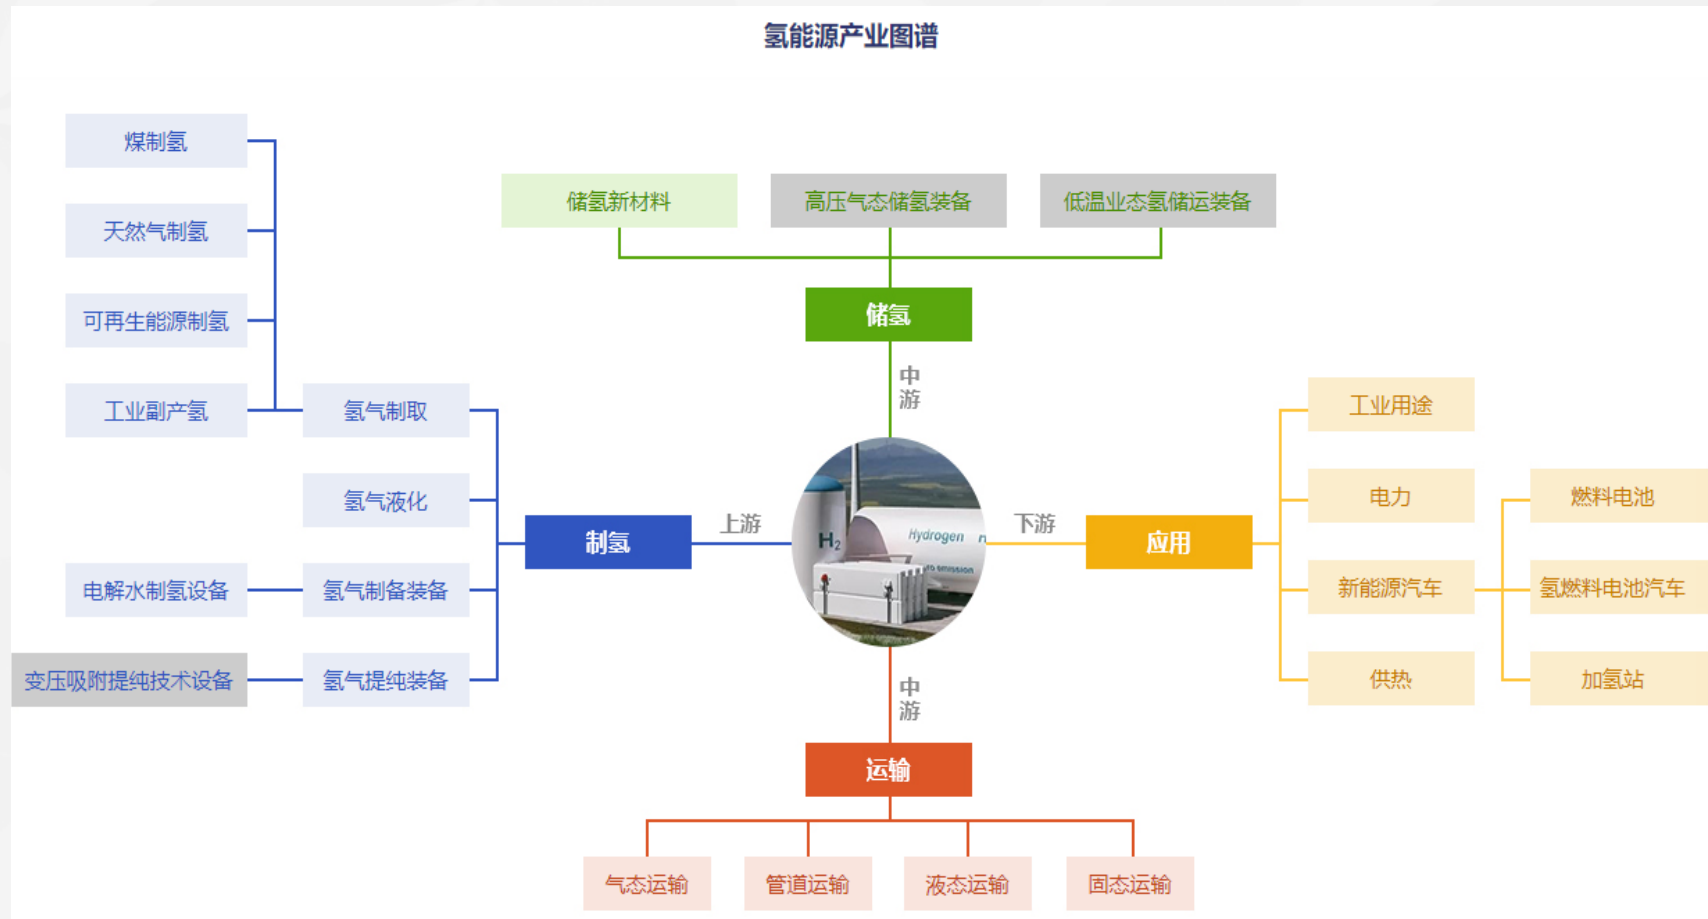 氢能源产业图谱
煤制氢
天然气制氢
可再生能源制氢
工业副产氢
氢气制取
氢气液化
电解水制氢设备
氢气制备装备
变压吸附提纯技术设备
氢气提纯装备
制氢
上游
储氢新材料
高压气态储氢装备
低温业态氢储运装备
储氢
中游
H2
Hydrogen
emission
下游
应用
工业用途
电力
新能源汽车
供热
燃料电池
氢燃料电池汽车
加氢站
中游
运输
气态运输
管道运输
液态运输
固态运输